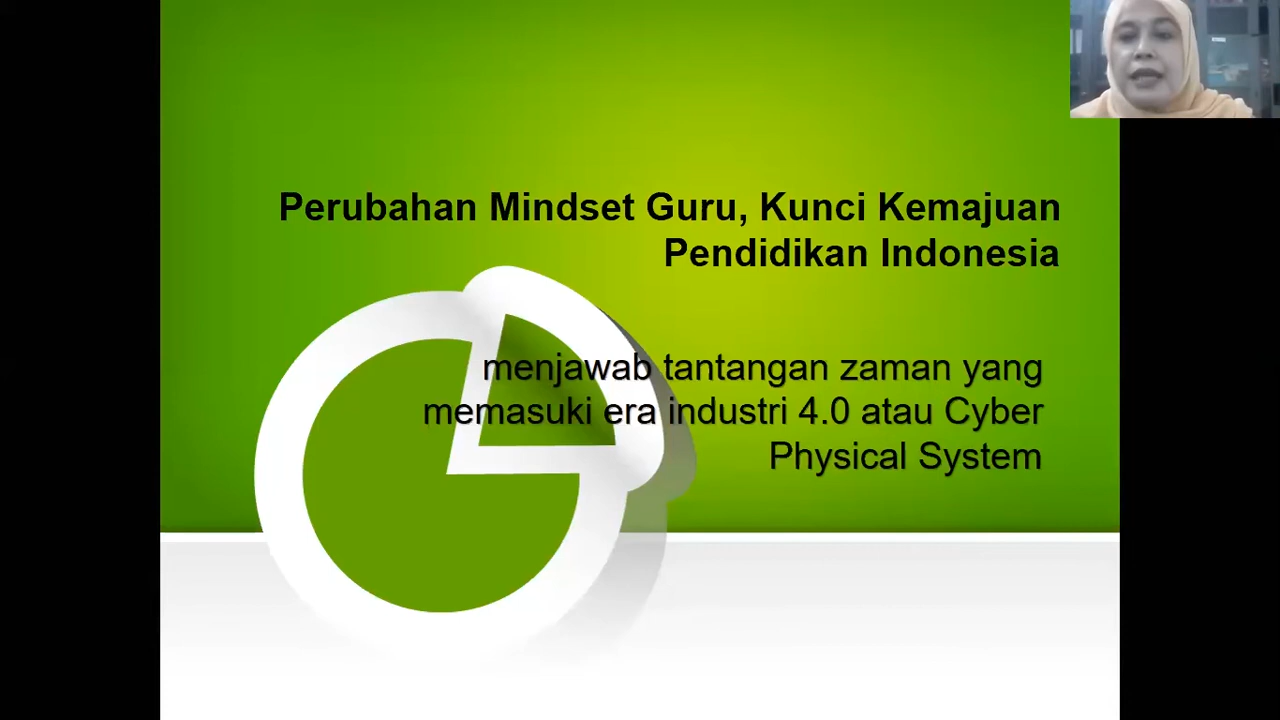 Perubahan Mindset Guru, Kunci Kemajuan
Pendidikan Indonesia
menjawab tantangan zaman yang
memasuki era industri 4.0 atau Cyber
Physical System